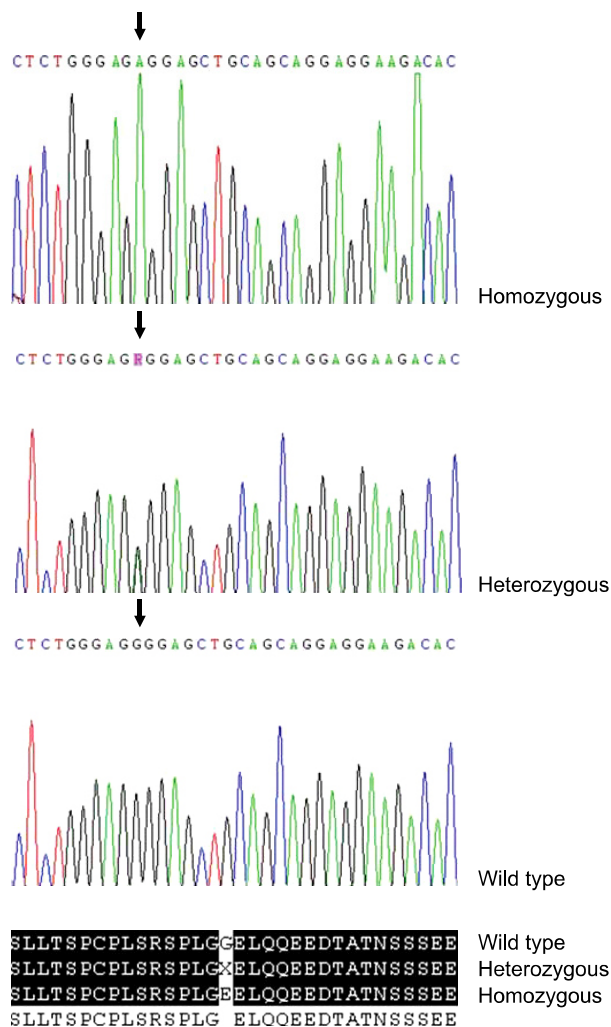 CTCTGGGAGAGGAGCTGCAGCAGGAGGAAGACAC
Homozygous
CTCTGGGAGRGGAGCTGCAGCAGGAGGAAGACAC
Heterozygous
CTCTGGGAGGGGAGCTGCAGCAGGAGGAAGACAC
Wild type
SLLTSPCPLSRSPLGGELQQEEDTATNSSSEE Wild type
SLLTSPCPLSRSPLGXELQQEEDTATNSSSEE Heterozygous
SLLTSPCPLSRSPLGEELQQEEDTATNSSSEE Homozygous
SLLTSPCPLSRSPLG ELQQEEDTATNSSSEE